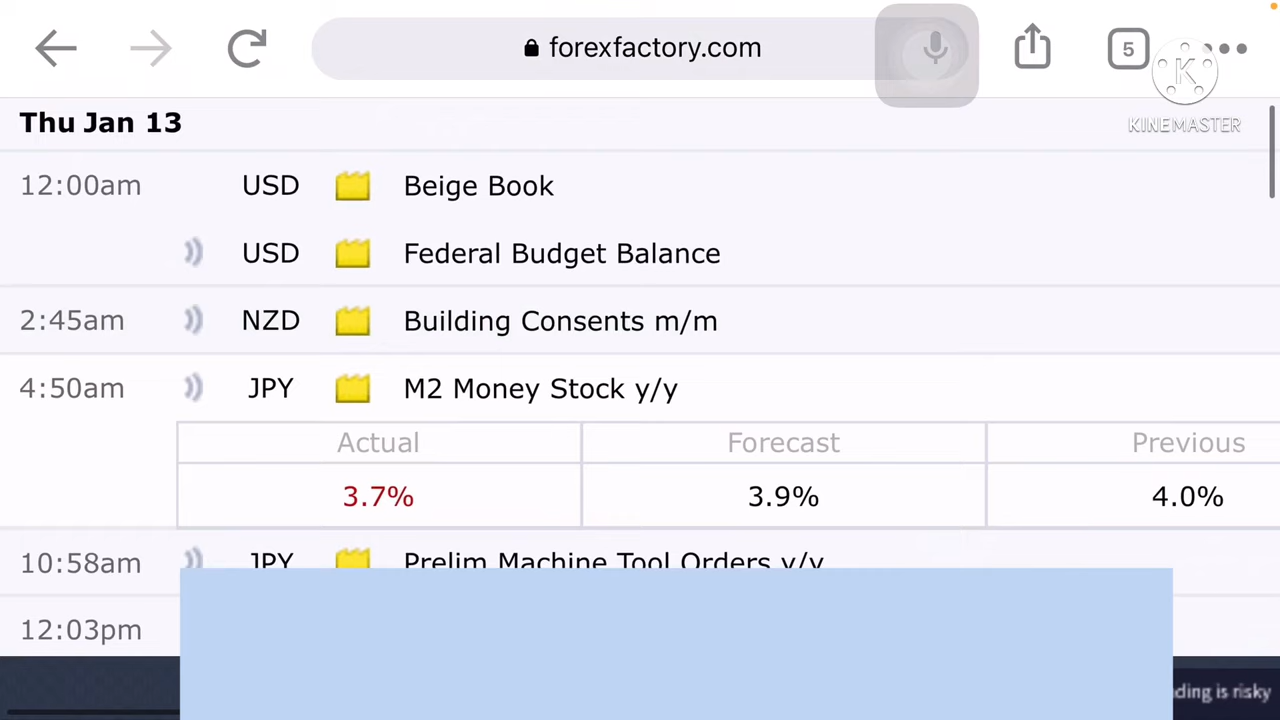 forexfactory.com
5
K
KINEMASTER
Thu Jan 13
12:00am USD Beige Book
USD Federal Budget Balance
2:45am NZD Building Consents m/m
4:50am JPY M2 Money Stock y/y
Actual Forecast Previous
3.7% 3.9% 4.0%
10:58am JPY Prelim Machine Tool Orders y/y
12:03pm
is risky